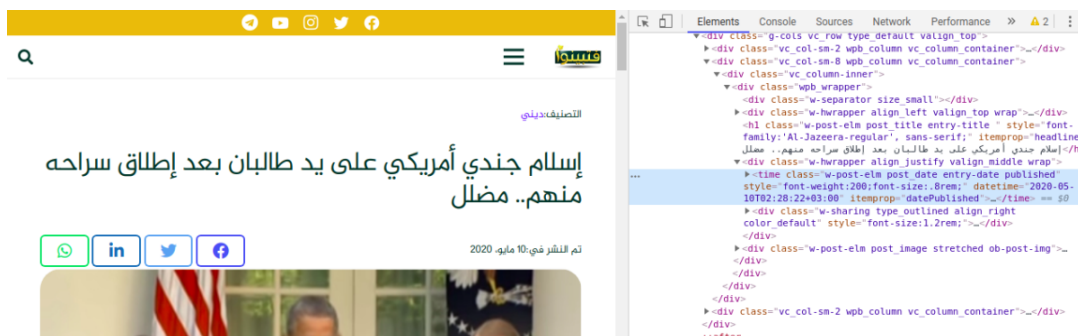 فتبينوا
التصنيف:ديني
إسلام جندي أمريكي على يد طالبان بعد إطلاق سراحه
منهم.. مضلل
تم النشر في:10 مايو، 2020
in
Elements Console Sources Network Performance » 2
▼<div class="g-cols vc_row type_default valign_top">
▶<div class="vc_col-sm-2 wpb_column vc_column_container">…</div>
▼<div class="vc_col-sm-8 wpb_column vc_column_container">
▼<div class="vc_column-inner">
▼<div class="wpb_wrapper">
<div class="w-separator size_small"></div>
▶<div class="w-hwrapper align_left valign_top wrap">…</div>
<h1 class="w-post-elm post_title entry-title " style="font-
family:'Al-Jazeera-regular', sans-serif;" itemprop="headline
إسلام جندي أمريكي على يد طالبان بعد إطلاق سراحه منهم.. مضلل</h
▼<div class="w-hwrapper align_justify valign_middle wrap">
… ▶<time class="w-post-elm post_date entry-date published"
style="font-weight:200;font-size:.8rem;" datetime="2020-05-
10T02:28:22+03:00" itemprop="datePublished">…</time> == $0
▶<div class="w-sharing type_outlined align_right
color_default" style="font-size:1.2rem;">…</div>
</div>
▶<div class="w-post-elm post_image stretched ob-post-img">…
</div>
</div>
</div>
</div>
▶<div class="vc_col-sm-2 wpb_column vc_column_container">…</div>
</div>